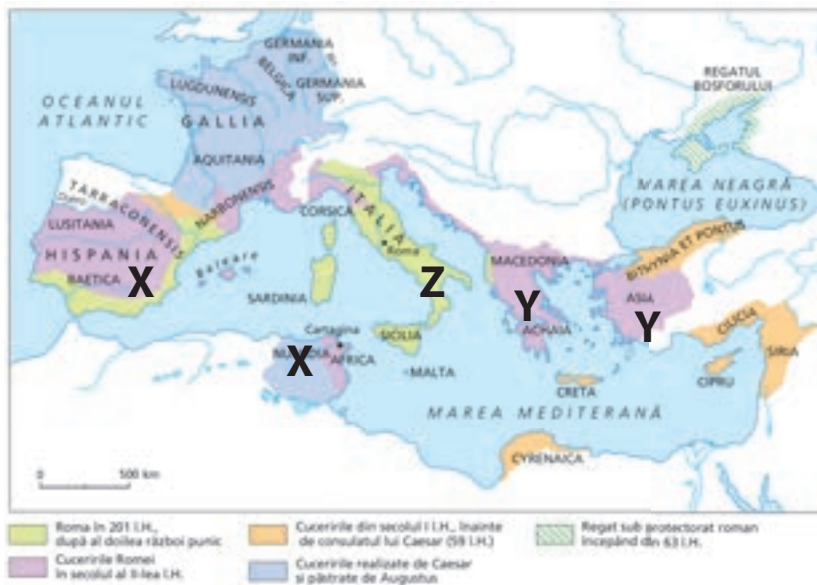 GERMANIA
INF.
BELGICA
GERMANIA
SUP.
LUGDUNENSIS
GALLIA
AQUITANIA
NARBONENSIS
OCEANUL
ATLANTIC
REGATUL
BOSFORULUI
MAREA NEAGRĂ
(PONTUS EUXINUS)
TARRACONENSIS
LUSITANIA
HISPANIA
BAETICA
X
Baleare
CORSICA
ITALIA
Roma
Z
SARDINIA
SICILIA
MALTA
Cartagina
X
AFRICA
MACEDONIA
Y
ACHAIA
BITHYNIA ET PONTUS
ASIA
Y
CILICIA
SIRIA
CIPRU
CRETA
MAREA MEDITERANĂ
CYRENAICA
0 500 km
Roma în 201 î.H.,
după al doilea război punic
Cuceririle Romei
în secolul al II-lea î.H.
Cuceririle din secolul I î.H., înainte
de consulatul lui Caesar (59 î.H.)
Cuceririle realizate de Caesar
și păstrate de Augustus
Regat sub protectorat roman
începând din 63 î.H.